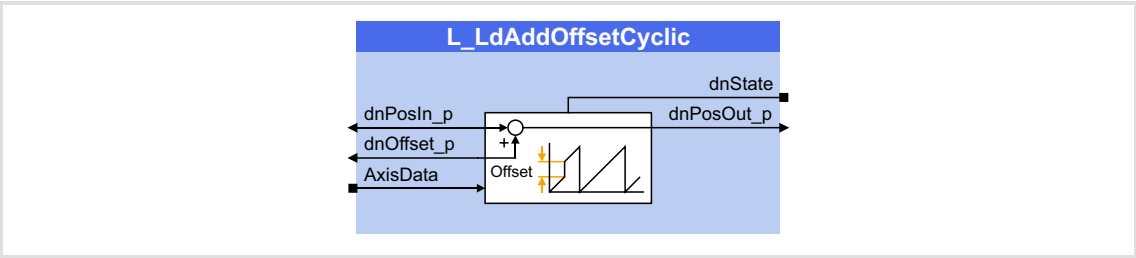 L_LdAddOffsetCyclic
dnState
dnPosIn_p
dnPosOut_p
dnOffset_p
+
Offset
AxisData